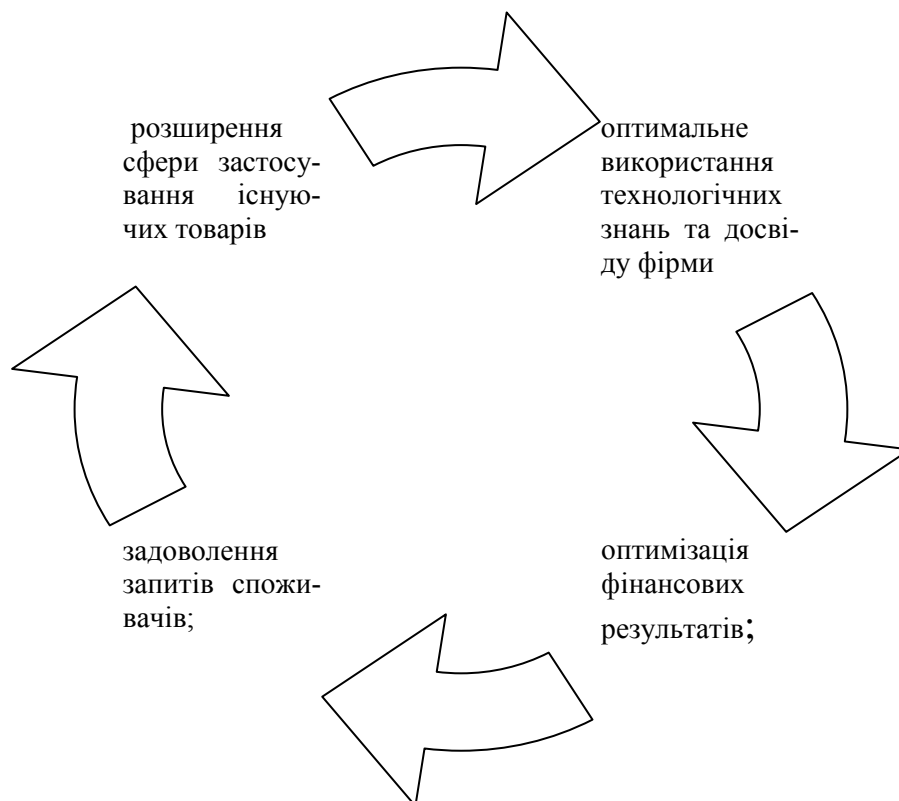 розширення
сфери застосу-
вання існую-
чих товарів
оптимальне
використання
технологічних
знань та досві-
ду фірми
задоволення
запитів спожи-
вачів;
оптимізація
фінансових
результатів;